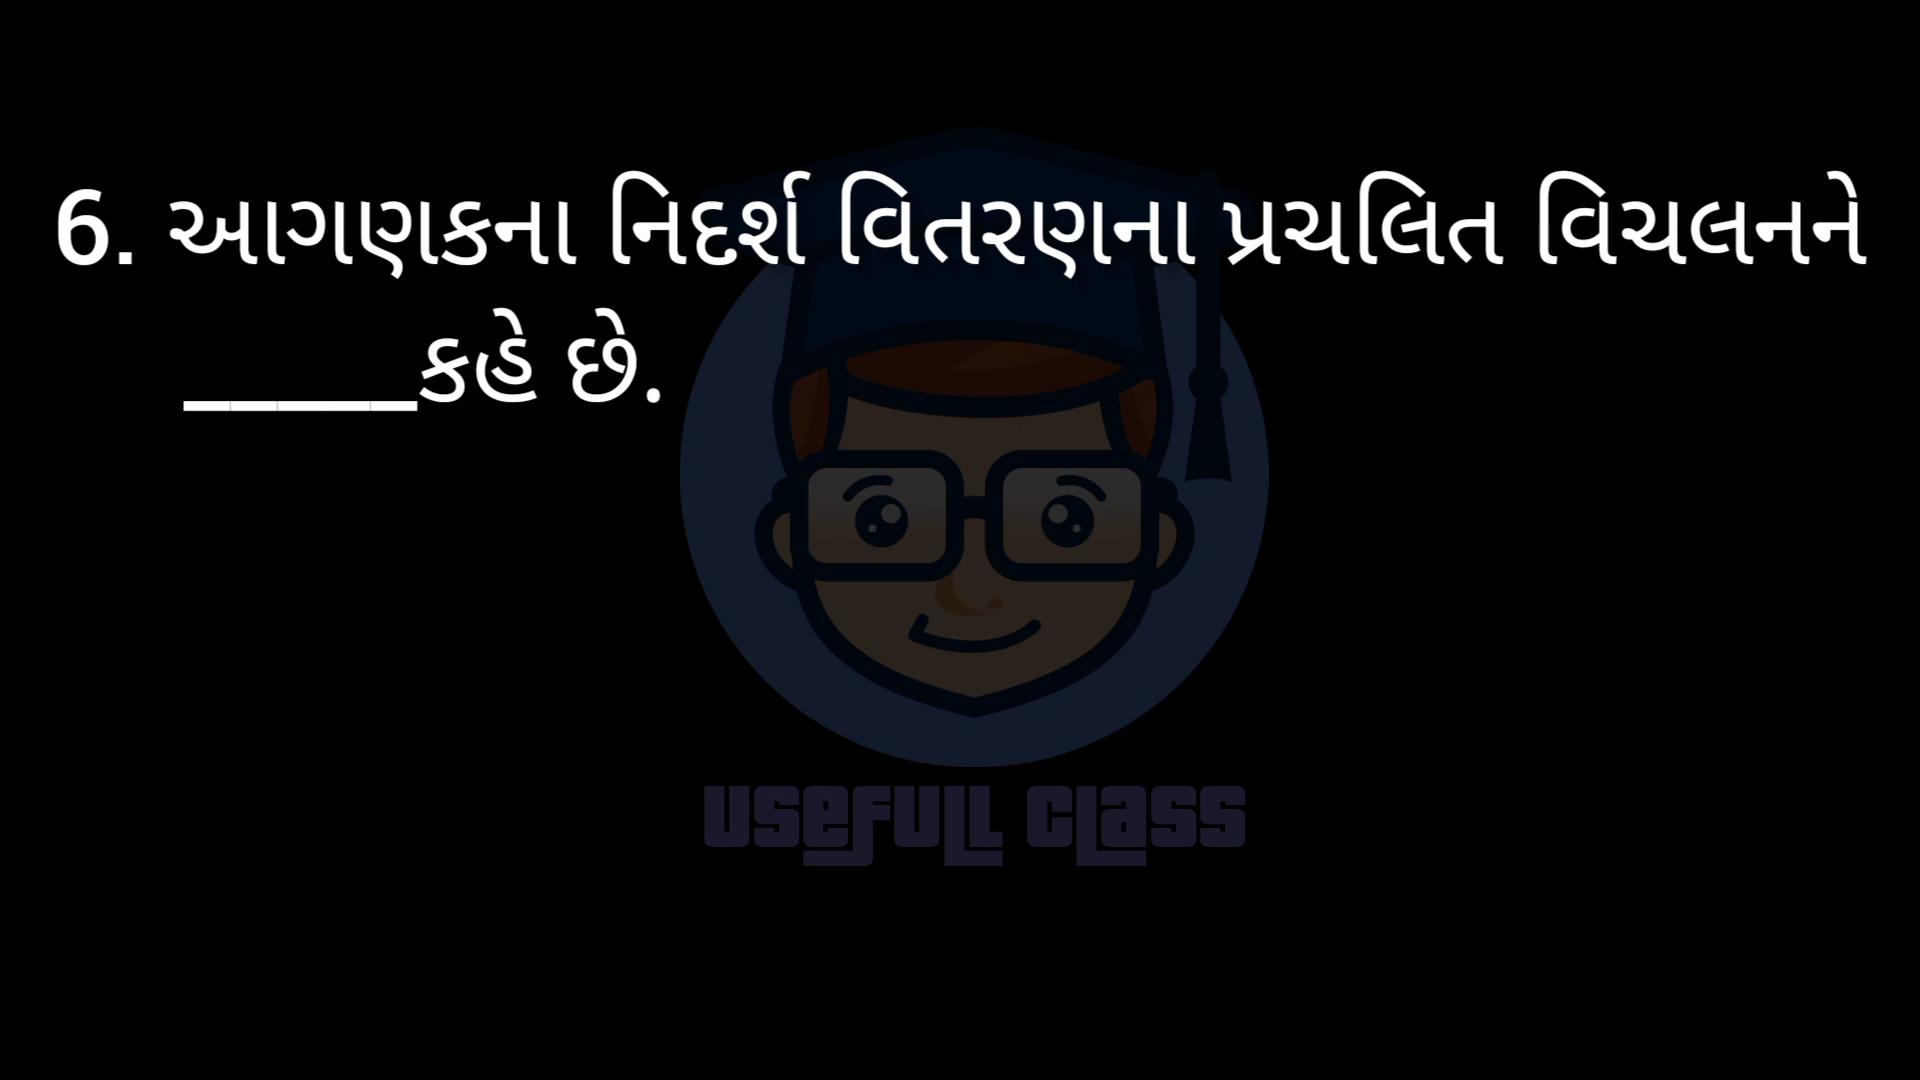 6. આગણકના નિદર્શ વિતરણના પ્રચલિત વિચલનને
_____કહે છે.
USEFULL CLASS